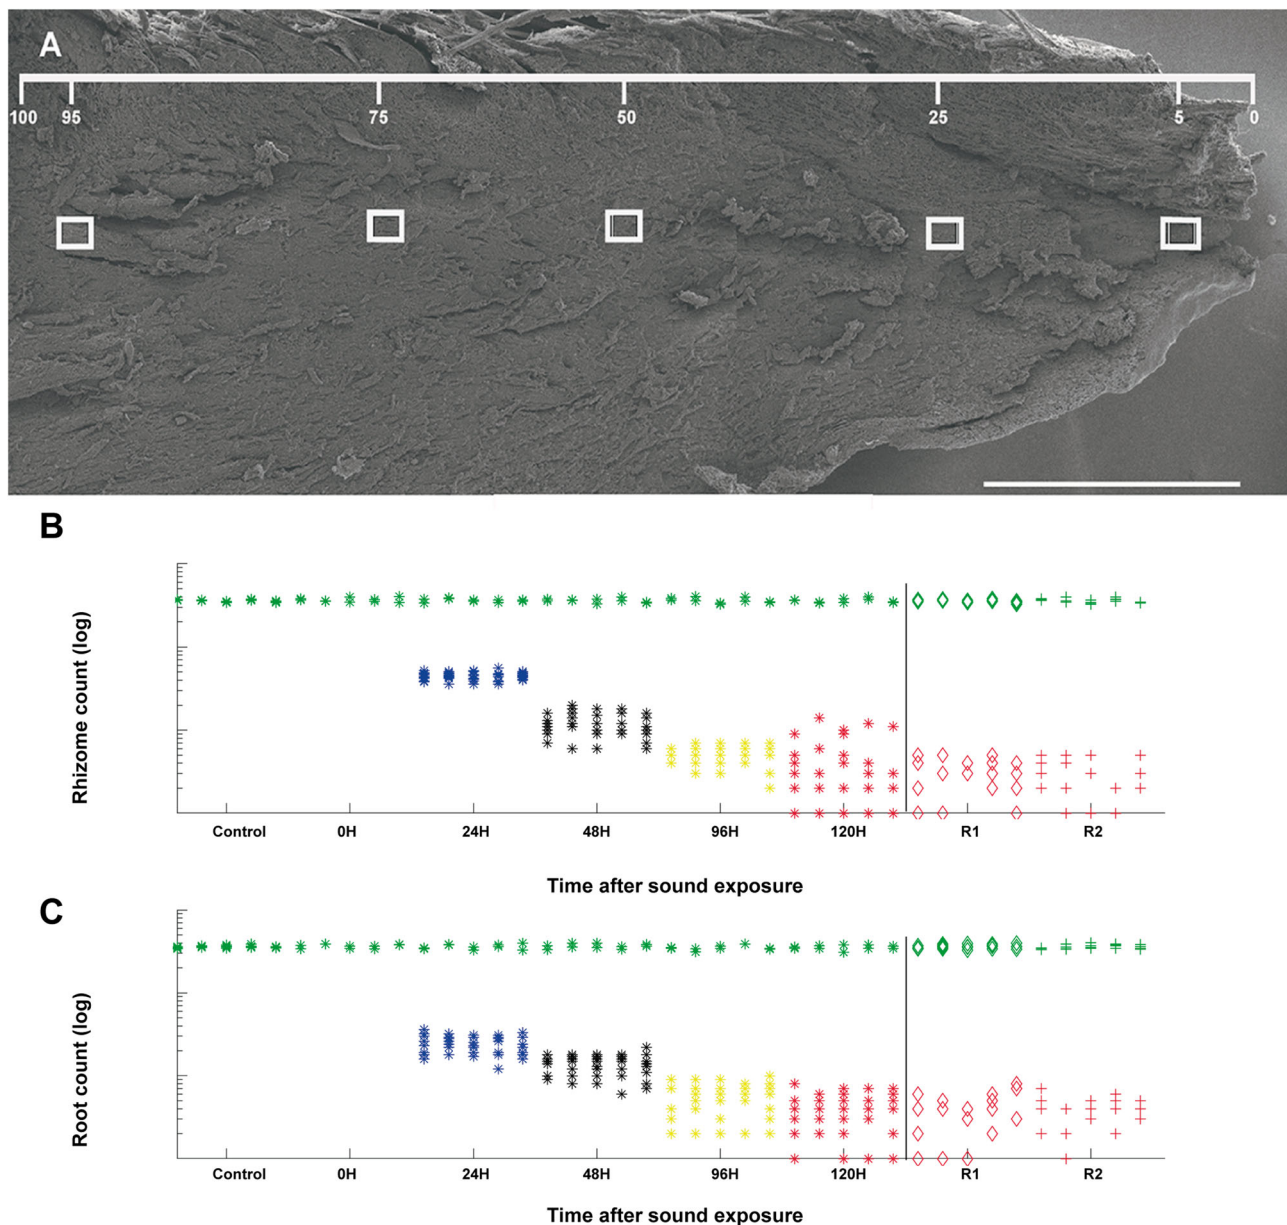 A
100 95 75 50 25 5 0
B
Rhizome count (log)
Control 0H 24H 48H 96H 120H R1 R2
Time after sound exposure
C
Root count (log)
Control 0H 24H 48H 96H 120H R1 R2
Time after sound exposure